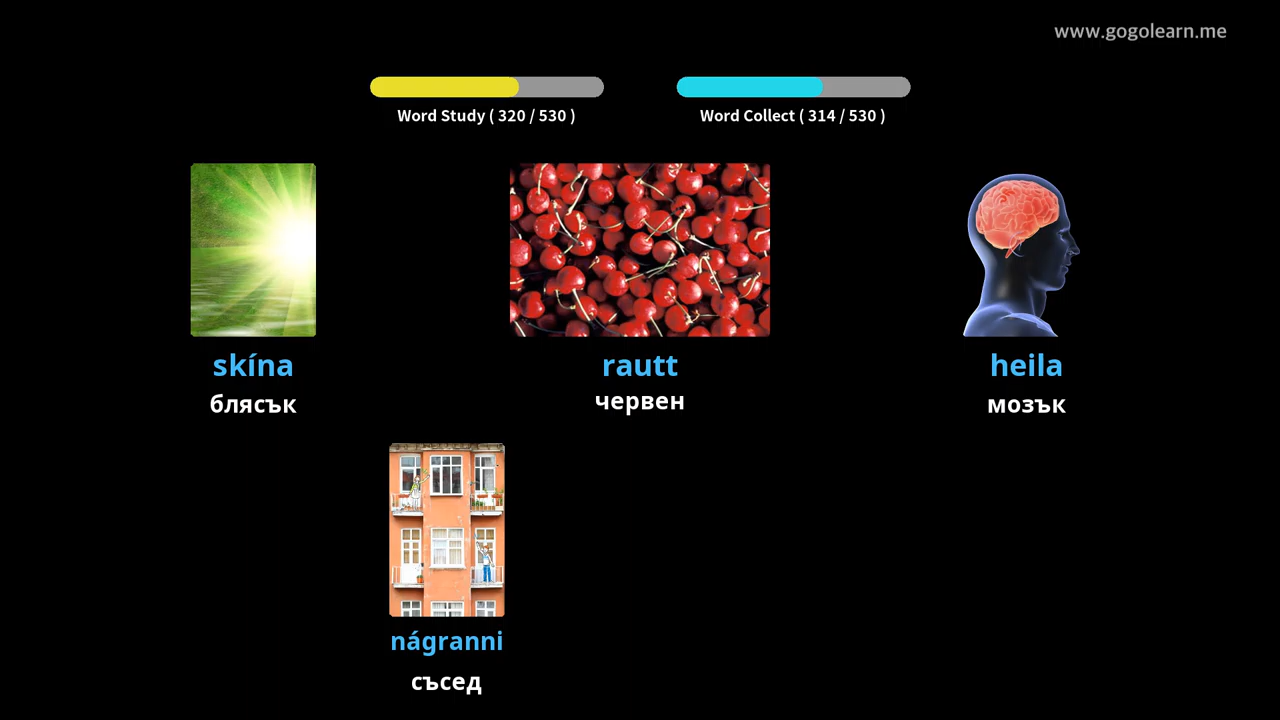 www.gogolearn.me
Word Study ( 320 / 530 )
Word Collect ( 314 / 530 )
skína
rautt
heila
блясък
червен
мозък
nágranni
съсед